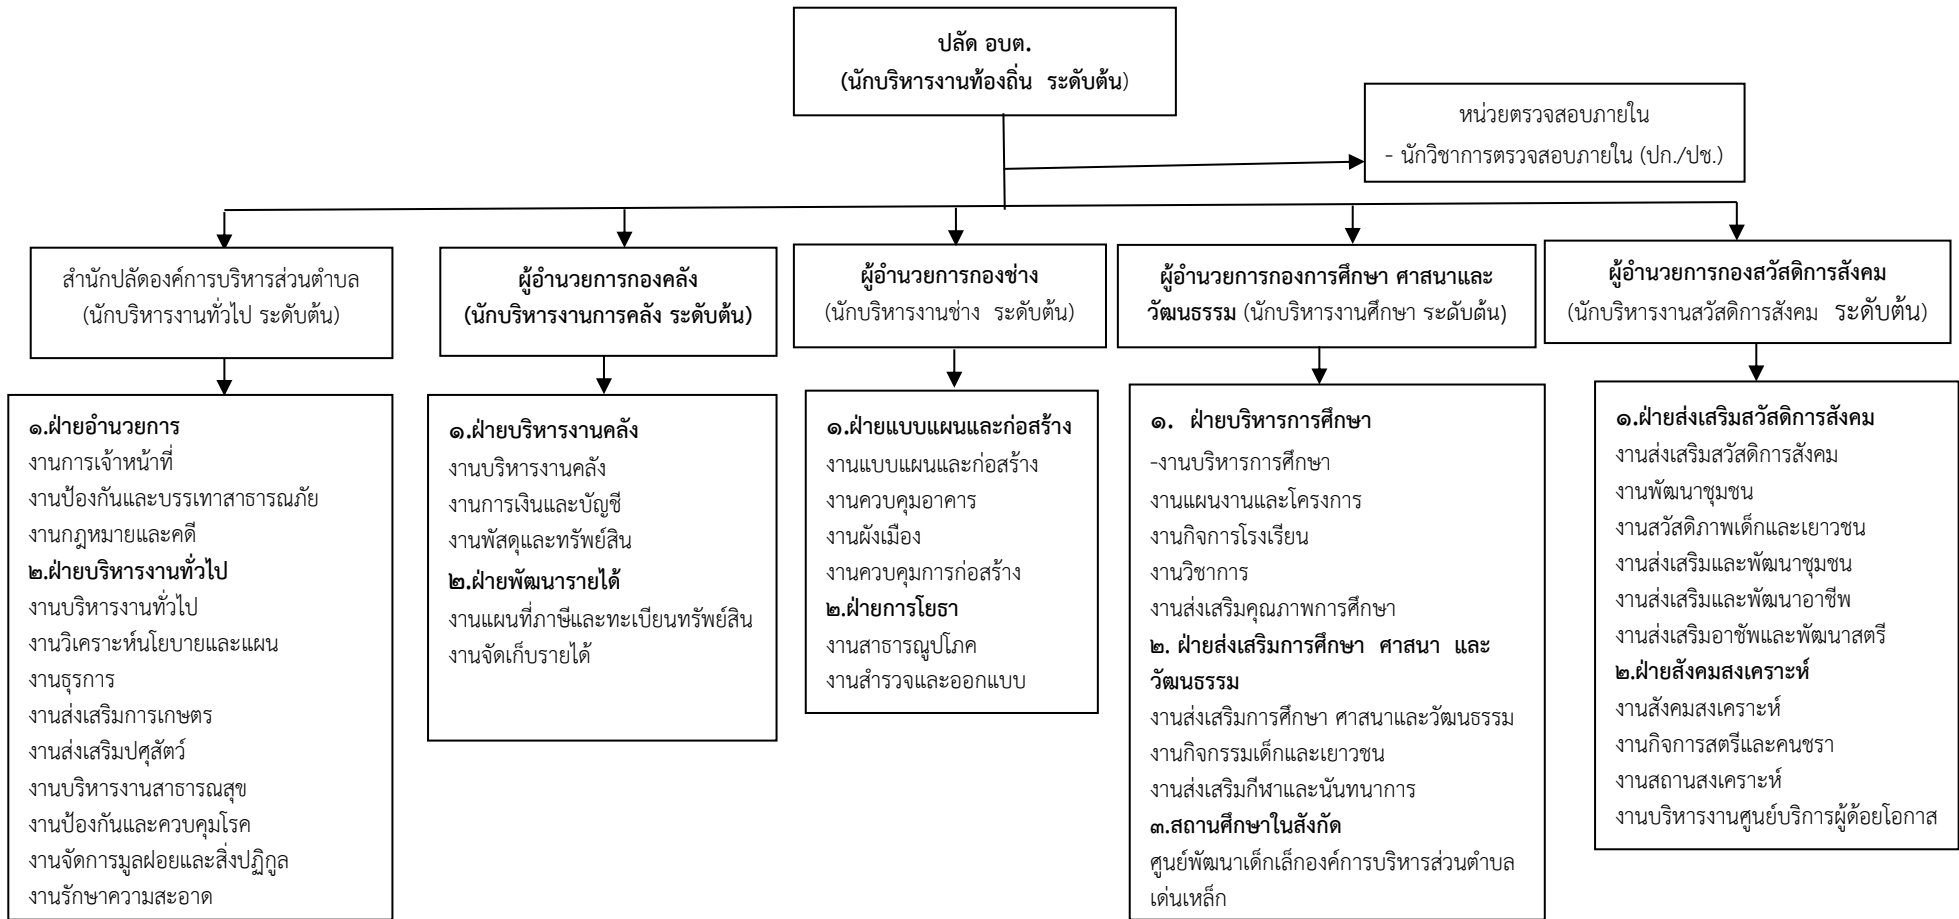 ปลัด อบต.
(นักบริหารงานท้องถิ่น ระดับต้น)
หน่วยตรวจสอบภายใน
- นักวิชาการตรวจสอบภายใน (ปก./ปช.)
สำนักปลัดองค์การบริหารส่วนตำบล
(นักบริหารงานทั่วไป ระดับต้น)
ผู้อำนวยการกองคลัง
(นักบริหารงานการคลัง ระดับต้น)
ผู้อำนวยการกองช่าง
(นักบริหารงานช่าง ระดับต้น)
ผู้อำนวยการกองการศึกษา ศาสนาและ
วัฒนธรรม (นักบริหารงานศึกษา ระดับต้น)
ผู้อำนวยการกองสวัสดิการสังคม
(นักบริหารงานสวัสดิการสังคม ระดับต้น)
๑.ฝ่ายอำนวยการ
งานการเจ้าหน้าที่
งานป้องกันและบรรเทาสาธารณภัย
งานกฎหมายและคดี
๒.ฝ่ายบริหารงานทั่วไป
งานบริหารงานทั่วไป
งานวิเคราะห์นโยบายและแผน
งานธุรการ
งานส่งเสริมการเกษตร
งานส่งเสริมปศุสัตว์
งานบริหารงานสาธารณสุข
งานป้องกันและควบคุมโรค
งานจัดการมูลฝอยและสิ่งปฏิกูล
งานรักษาความสะอาด
๑.ฝ่ายบริหารงานคลัง
งานบริหารงานคลัง
งานการเงินและบัญชี
งานพัสดุและทรัพย์สิน
๒.ฝ่ายพัฒนารายได้
งานแผนที่ภาษีและทะเบียนทรัพย์สิน
งานจัดเก็บรายได้
๑.ฝ่ายแบบแผนและก่อสร้าง
งานแบบแผนและก่อสร้าง
งานควบคุมอาคาร
งานผังเมือง
งานควบคุมการก่อสร้าง
๒.ฝ่ายการโยธา
งานสาธารณูปโภค
งานสำรวจและออกแบบ
๑. ฝ่ายบริหารการศึกษา
-งานบริหารการศึกษา
งานแผนงานและโครงการ
งานกิจการโรงเรียน
งานวิชาการ
งานส่งเสริมคุณภาพการศึกษา
๒. ฝ่ายส่งเสริมการศึกษา ศาสนา และ
วัฒนธรรม
งานส่งเสริมการศึกษา ศาสนาและวัฒนธรรม
งานกิจกรรมเด็กและเยาวชน
งานส่งเสริมกีฬาและนันทนาการ
๓.สถานศึกษาในสังกัด
ศูนย์พัฒนาเด็กเล็กองค์การบริหารส่วนตำบล
เด่นเหล็ก
๑.ฝ่ายส่งเสริมสวัสดิการสังคม
งานส่งเสริมสวัสดิการสังคม
งานพัฒนาชุมชน
งานสวัสดิภาพเด็กและเยาวชน
งานส่งเสริมและพัฒนาชุมชน
งานส่งเสริมและพัฒนาอาชีพ
งานส่งเสริมอาชัพและพัฒนาสตรี
๒.ฝ่ายสังคมสงเคราะห์
งานสังคมสงเคราะห์
งานกิจการสตรีและคนชรา
งานสถานสงเคราะห์
งานบริหารงานศูนย์บริการผู้ด้อยโอกาส